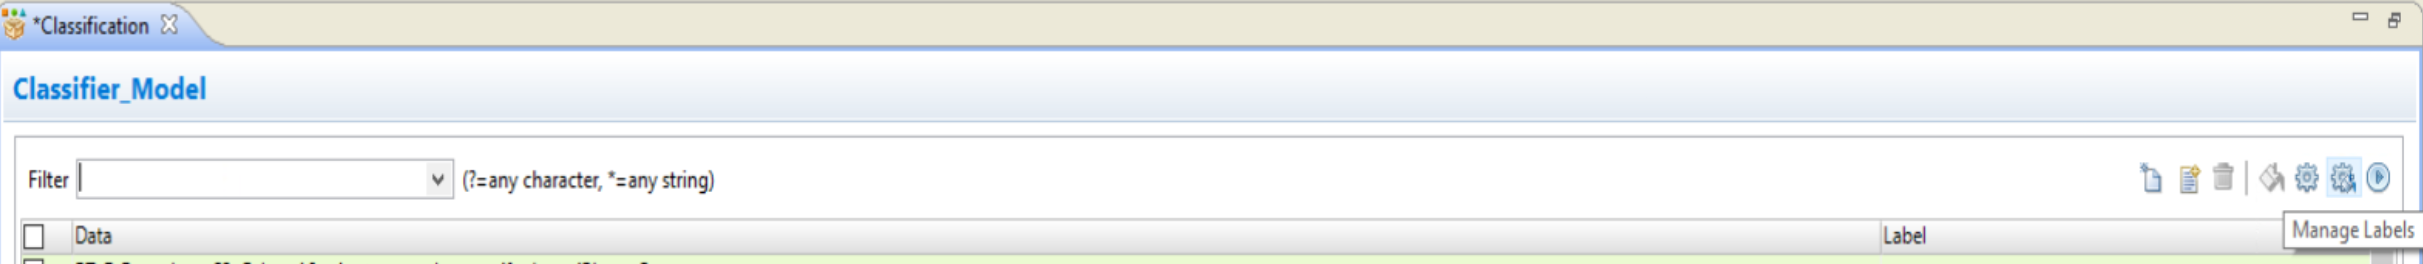 *Classification
Classifier_Model
Filter (?=any character, *=any string)
Manage Labels
Data Label